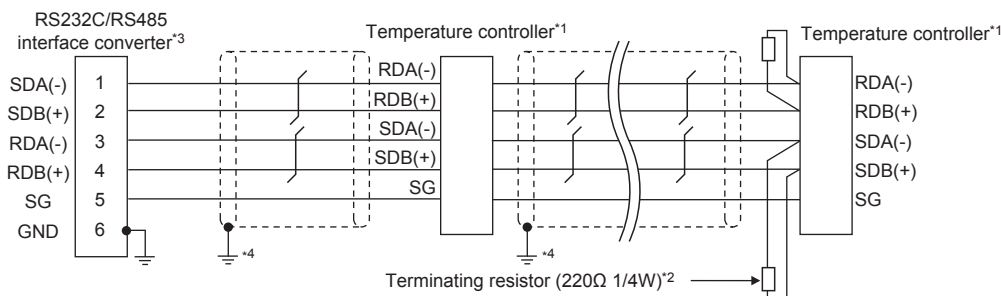 RS232C/RS485
interface converter*3
Temperature controller*1
Temperature controller*1
SDA(-)
SDB(+)
RDA(-)
RDB(+)
SG
GND
1
2
3
4
5
6
RDA(-)
RDB(+)
SDA(-)
SDB(+)
SG
RDA(-)
RDB(+)
SDA(-)
SDB(+)
SG
*4
*4
Terminating resistor (220Ω 1/4W)*2